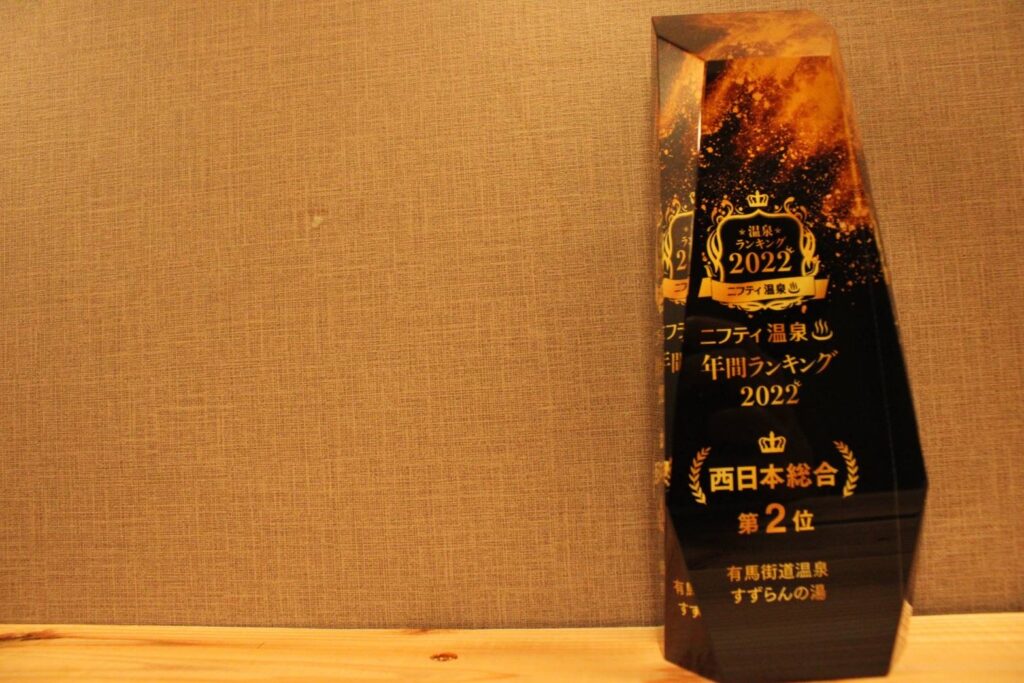 温泉
ランキング
2022
ニフティ温泉
ニフティ温泉
年間ランキング
2022
西日本総合
第2位
有馬街道温泉
すずらんの湯